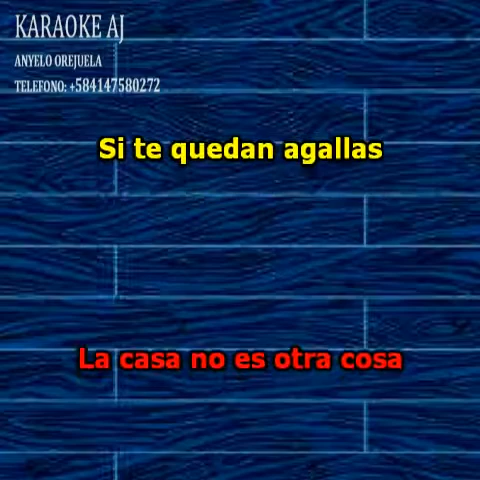 KARAOKE AJ
ANYELO OREJUELA
TELEFONO: +584147580272
Si te quedan agallas
La casa no es otra cosa